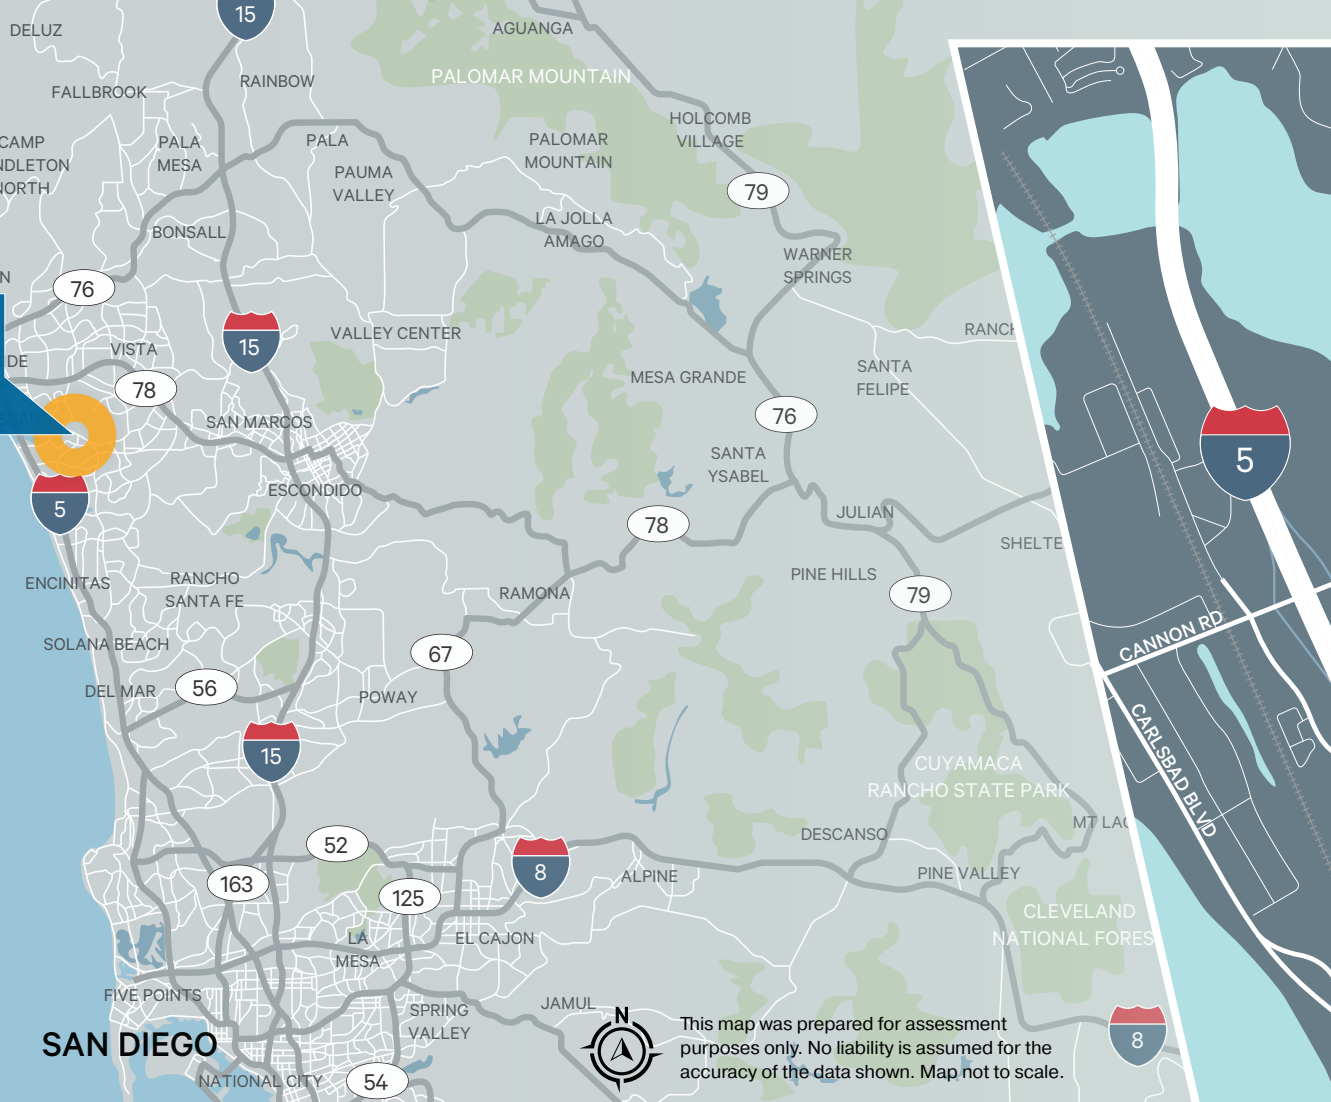 15
DELUZ
AGUANGA
RAINBOW
PALOMAR MOUNTAIN
FALLBROOK
HOLCOMB
VILLAGE
CAMP
NDLETON
NORTH
PALA
MESA
PALA
PALOMAR
MOUNTAIN
PAUMA
VALLEY
79
LA JOLLA
AMAGO
BONSALL
WARNER
SPRINGS
N
76
15
VALLEY CENTER
RANCH
VISTA
DE
78
MESA GRANDE
SANTA
FELIPE
76
SAN MARCOS
5
SANTA
YSABEL
ESCONDIDO
5
78
JULIAN
SHELTE
ENCINITAS
RANCHO
SANTA FE
RAMONA
PINE HILLS
79
CANNON RD
SOLANA BEACH
67
DEL MAR
56
POWAY
CARLSBAD BLVD
15
CUYAMACA
RANCHO STATE PARK
52
DESCANSO
MT LAG
163
125
8
ALPINE
PINE VALLEY
CLEVELAND
NATIONAL FORES
LA
MESA
EL CAJON
FIVE POINTS
SPRING
VALLEY
JAMUL
N
SAN DIEGO
This map was prepared for assessment
purposes only. No liability is assumed for the
accuracy of the data shown. Map not to scale.
8
NATIONAL CITY
54